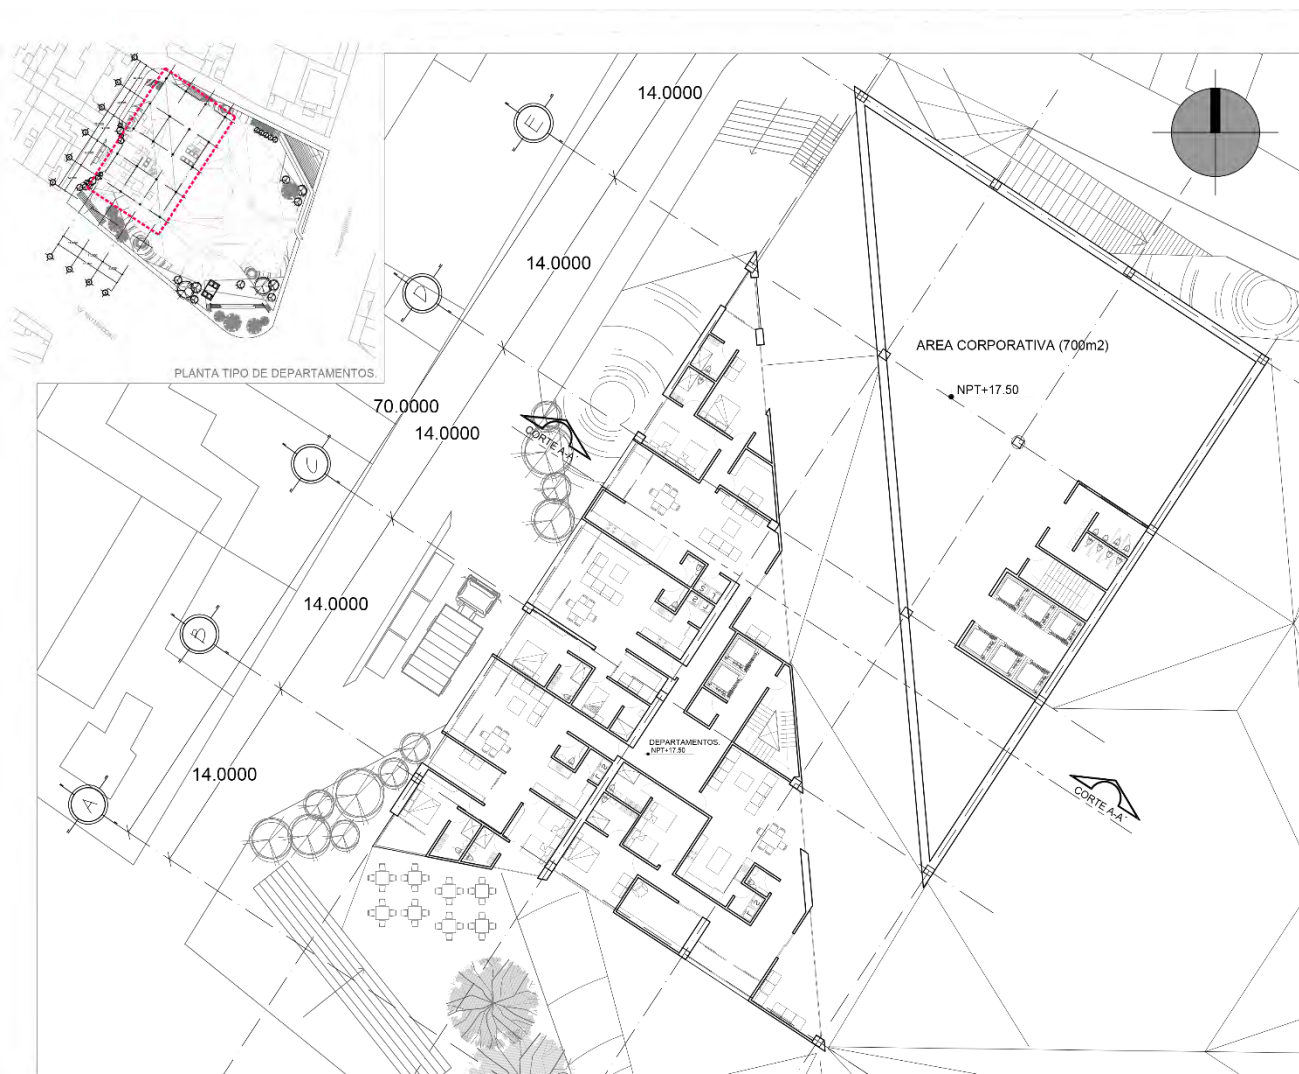 PLANTA TIPO DE DEPARTAMENTOS.
14.0000
E
14.0000
D
AREA CORPORATIVA (700m2)
NPT+17.50
70.0000
14.0000
CORTE A-A'
C
14.0000
B
DEPARTAMENTOS.
NPT+17.50
14.0000
A
CORTE A-A'